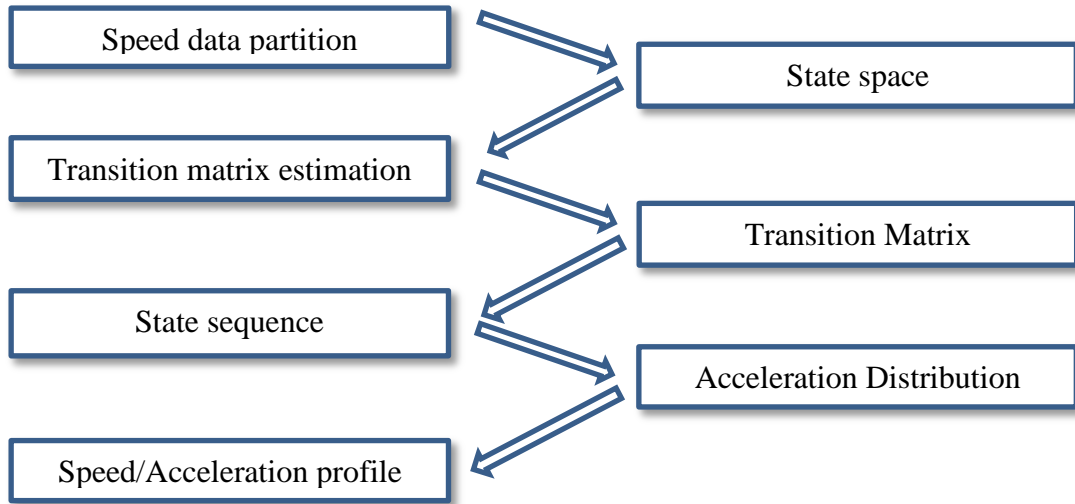 Speed data partition
State space
Transition matrix estimation
Transition Matrix
State sequence
Acceleration Distribution
Speed/Acceleration profile